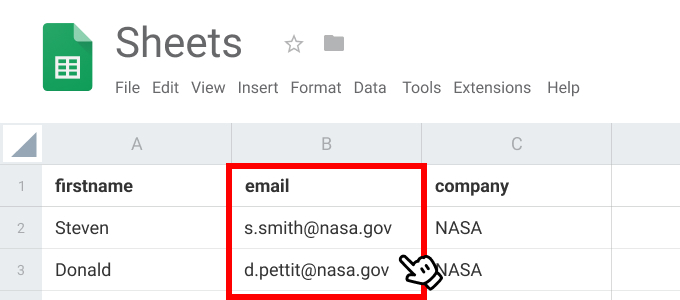 Sheets
File Edit View Insert Format Data Tools Extensions Help
A B C
1 firstname email company
2 Steven s.smith@nasa.gov NASA
3 Donald d.pettit@nasa.gov NASA